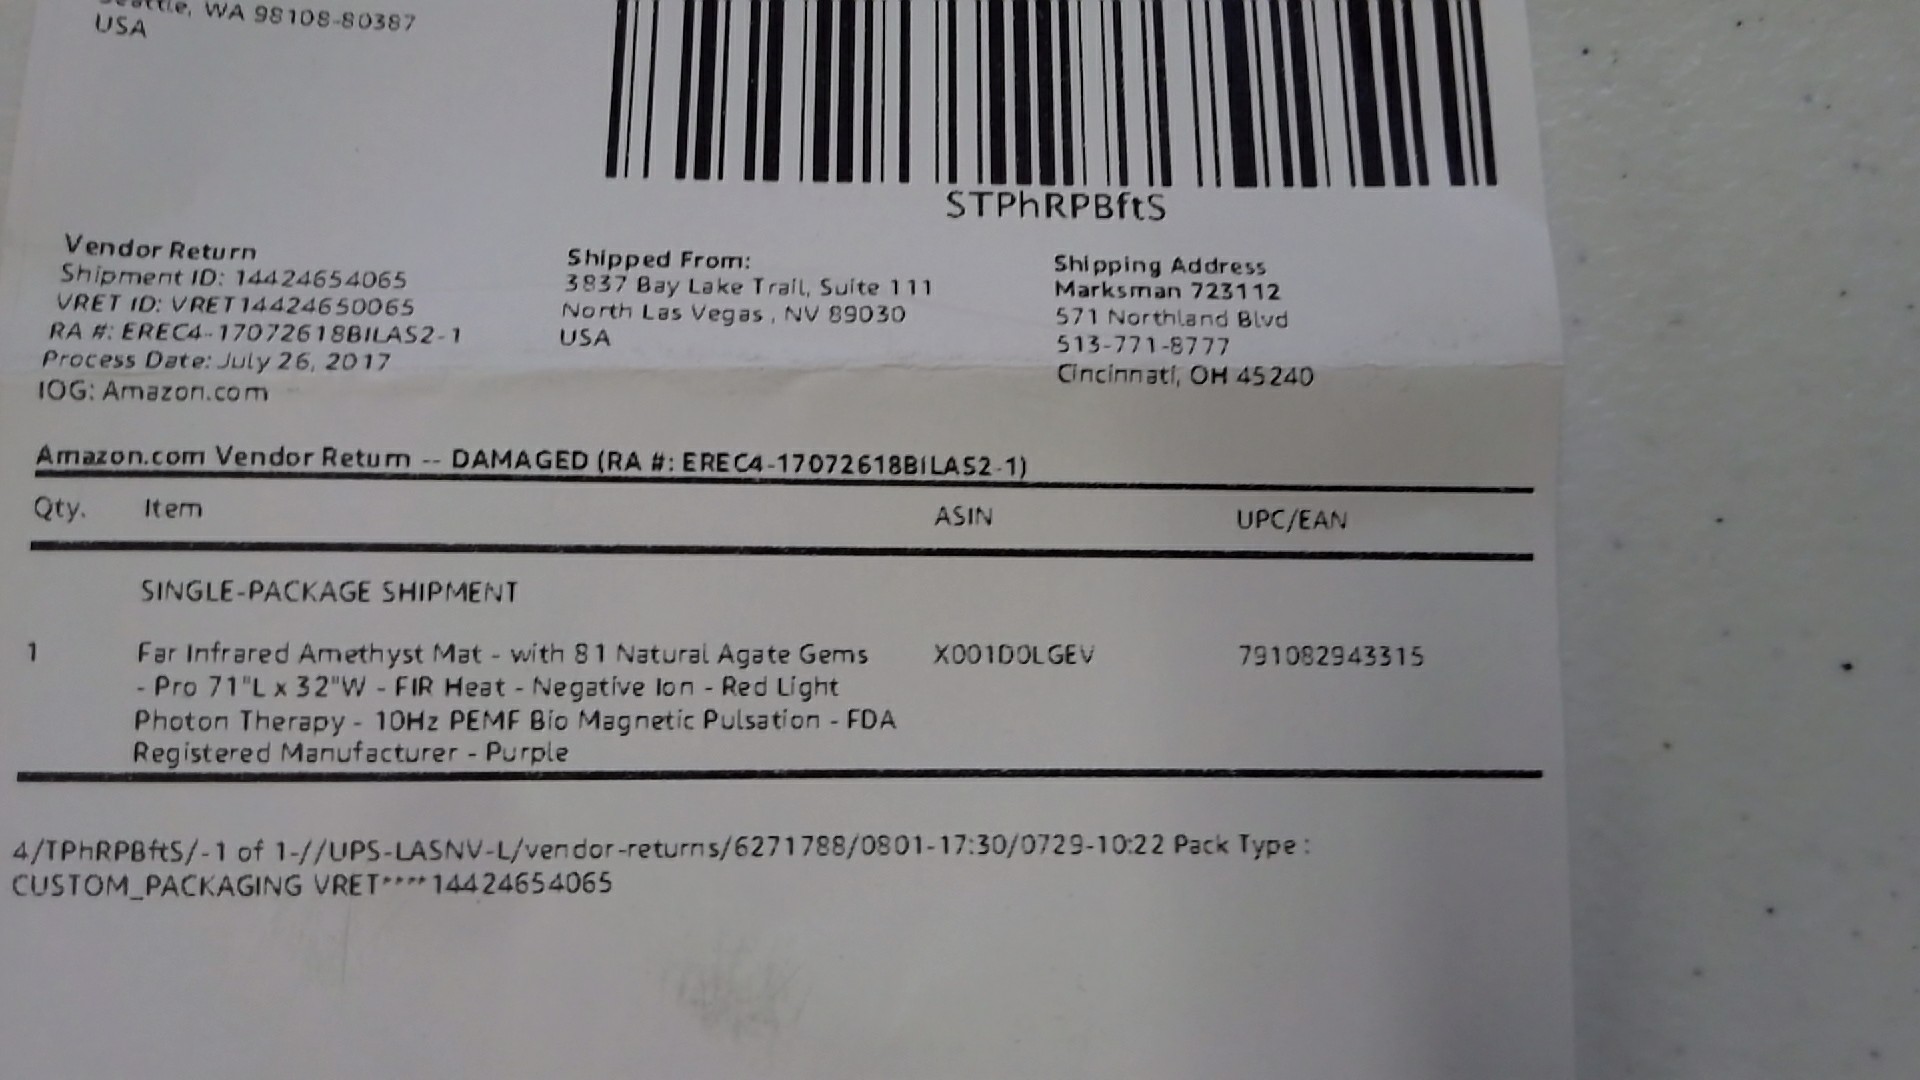 Seattle, WA 98108-80387
USA
STPhRPBftS
Vendor Return
Shipment ID: 14424654065
VRET ID: VRET14424650065
RA #: EREC4-17072618BILAS2-1
Process Date: July 26, 2017
IOG: Amazon.com
Shipped From:
3837 Bay Lake Trail, Suite 111
North Las Vegas , NV 89030
USA
Shipping Address
Marksman 723112
571 Northland Blvd
513-771-8777
Cincinnati, OH 45240
Amazon.com Vendor Return -- DAMAGED (RA #: EREC4-17072618BILAS2-1)
Qty. Item ASIN UPC/EAN
SINGLE-PACKAGE SHIPMENT
1 Far Infrared Amethyst Mat - with 81 Natural Agate Gems X001D0LGEV 791082943315
- Pro 71"L x 32"W - FIR Heat - Negative Ion - Red Light
Photon Therapy - 10Hz PEMF Bio Magnetic Pulsation - FDA
Registered Manufacturer - Purple
4/TPhRPBftS/-1 of 1-//UPS-LASNV-L/vendor-returns/6271788/0801-17:30/0729-10:22 Pack Type :
CUSTOM_PACKAGING VRET****14424654065